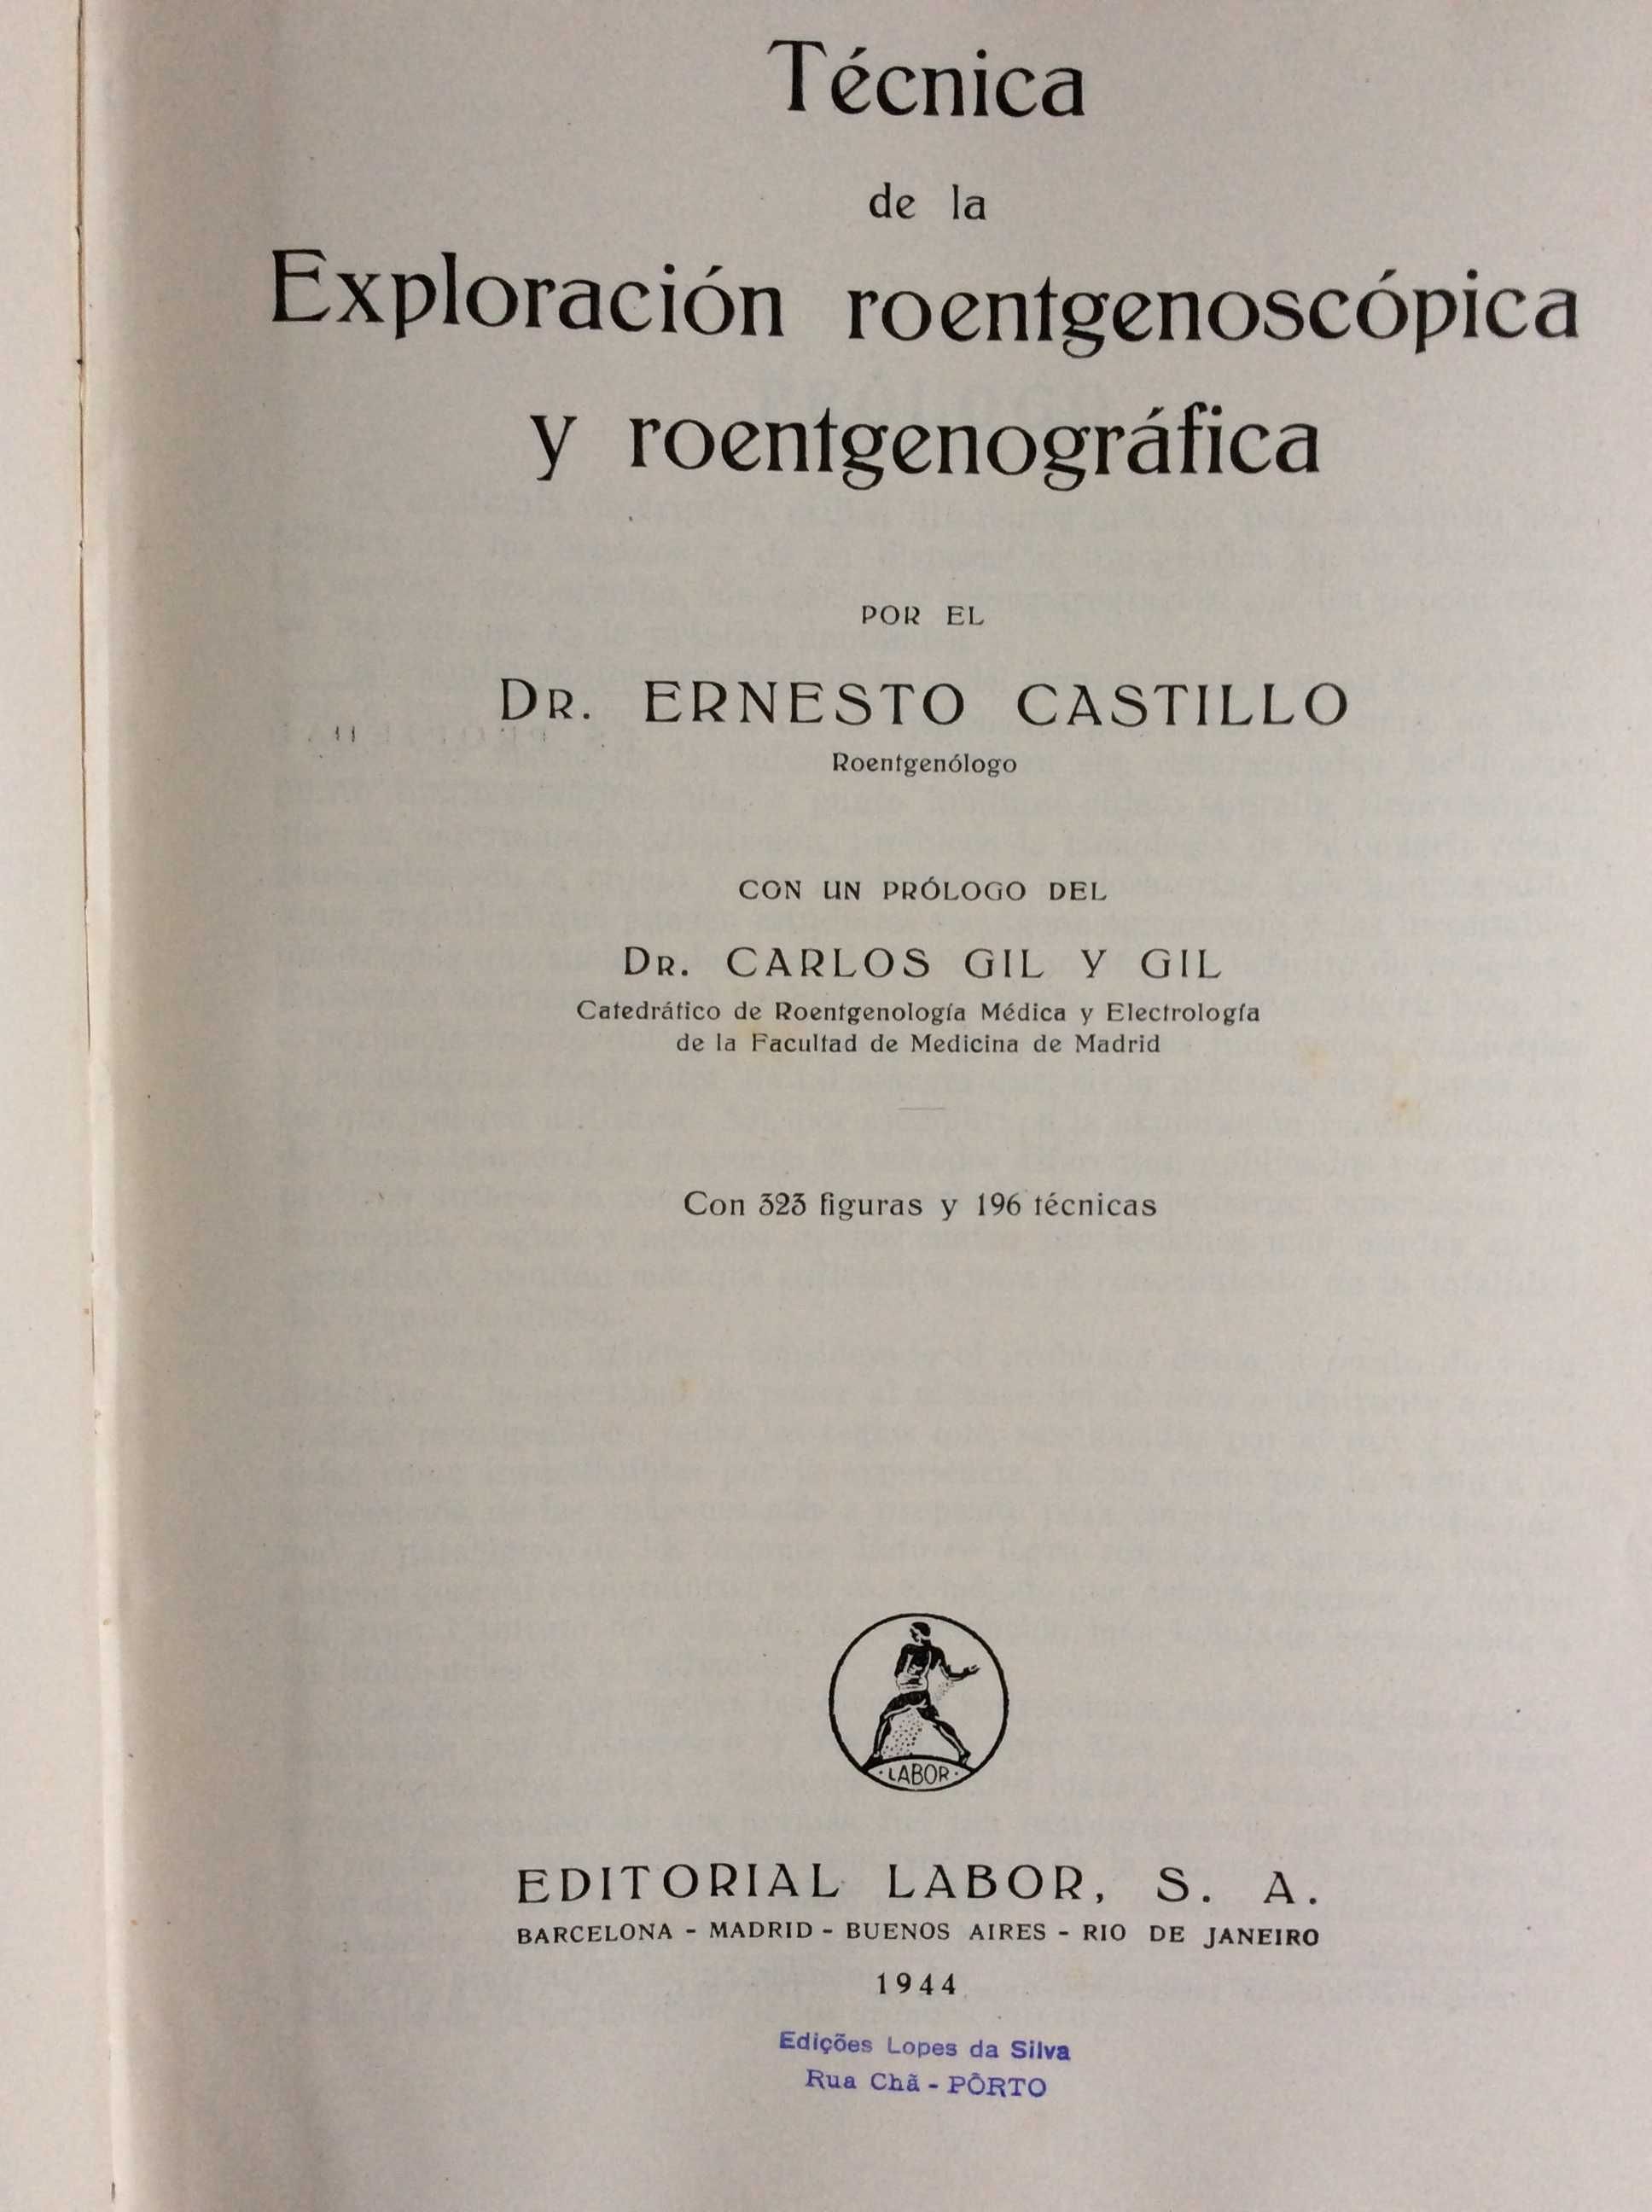 Técnica
de la
Exploración roentgenoscópica
y roentgenográfica
POR EL
DR. ERNESTO CASTILLO
Roentgenólogo
CON UN PRÓLOGO DEL
DR. CARLOS GIL Y GIL
Catedrático de Roentgenología Médica y Electrología
de la Facultad de Medicina de Madrid
Con 323 figuras y 196 técnicas
·LABOR·
EDITORIAL LABOR, S. A.
BARCELONA - MADRID - BUENOS AIRES - RIO DE JANEIRO
1944
Edições Lopes da Silva
Rua Chã - PÔRTO